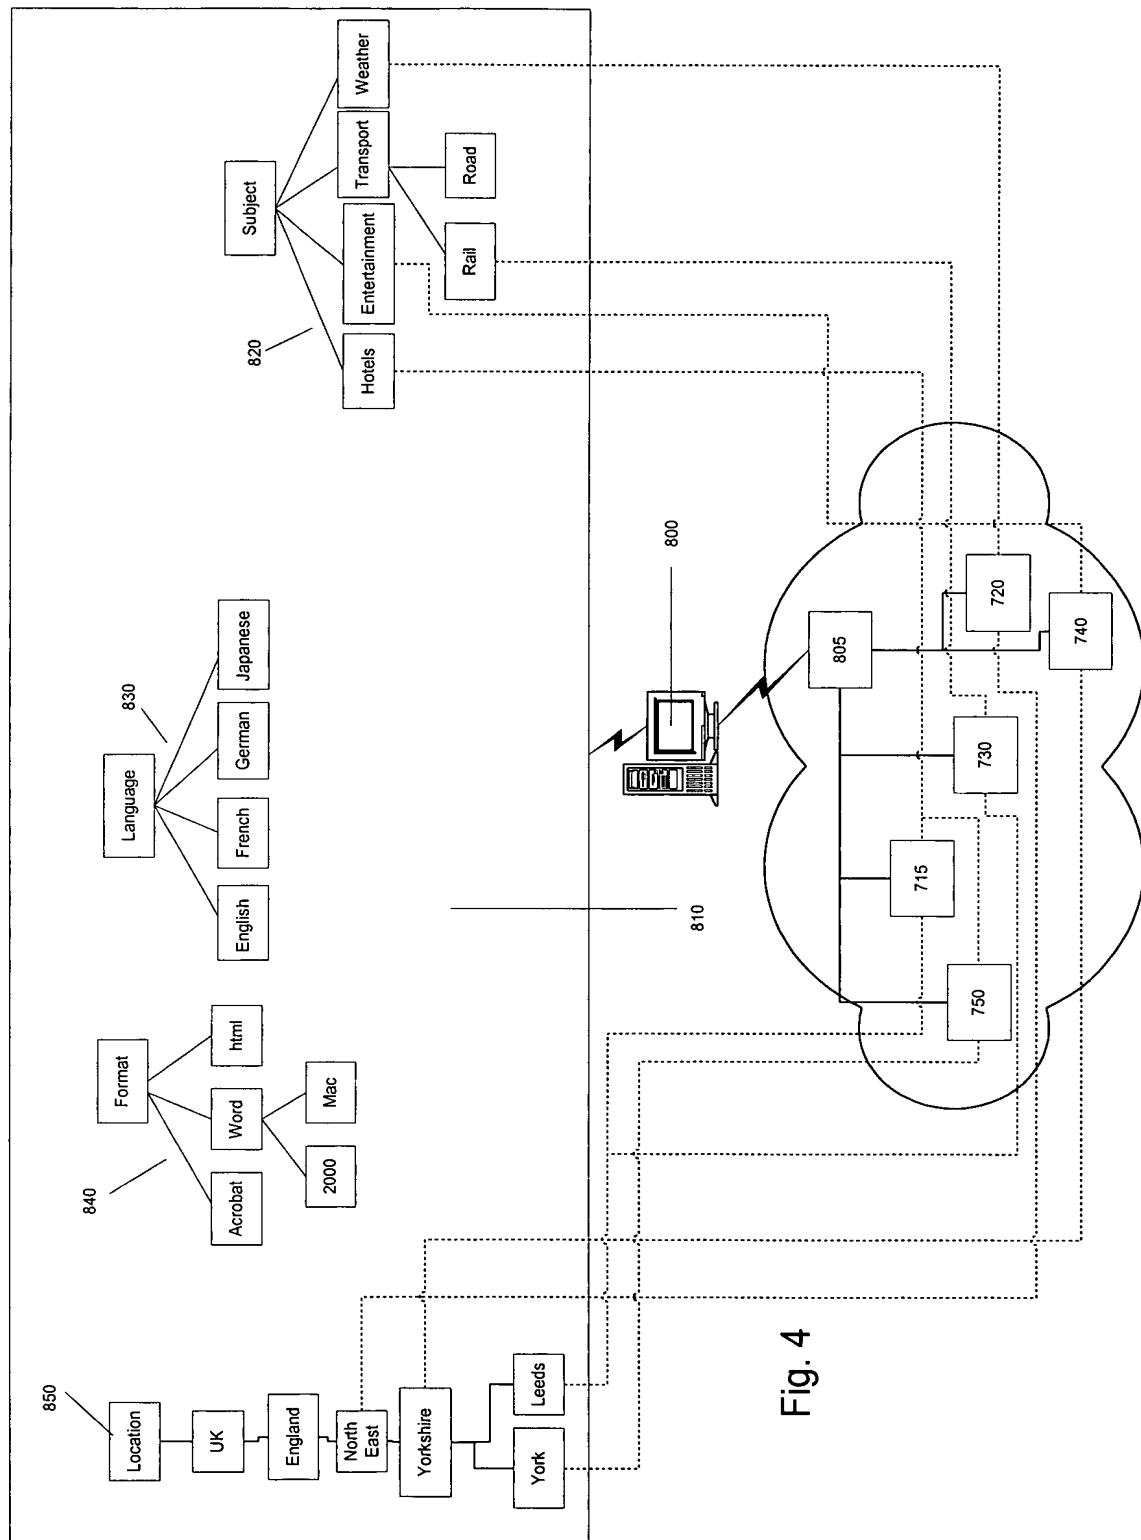 850
Location
UK
England
North
East
Yorkshire
York
Leeds
840
Format
Acrobat
Word
html
2000
Mac
830
Language
English
French
German
Japanese
820
Subject
Hotels
Entertainment
Transport
Weather
Rail
Road
810
800
805
750
715
730
720
740
Fig. 4